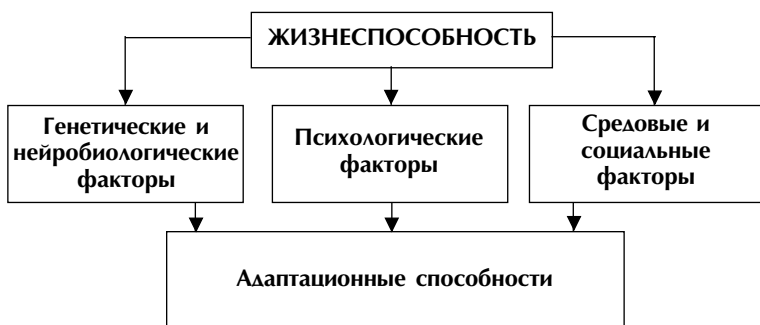 ЖИЗНЕСПОСОБНОСТЬ
Генетические и
нейробиологические
факторы
Психологические
факторы
Средовые и
социальные
факторы
Адаптационные способности